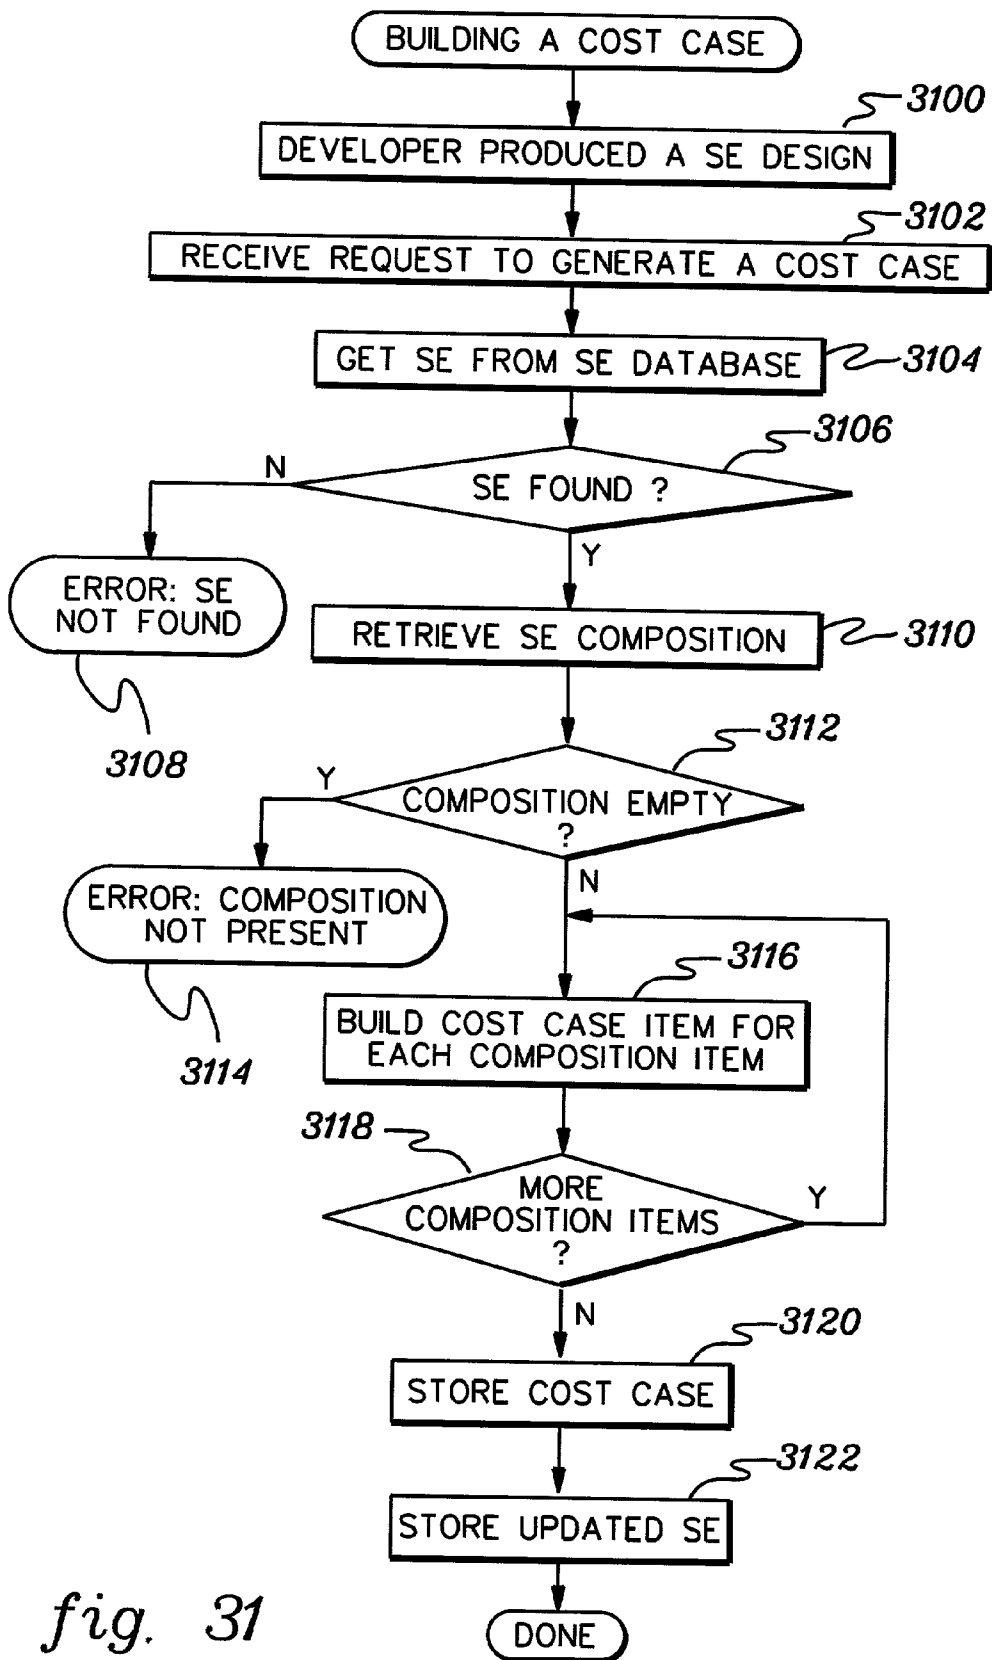 BUILDING A COST CASE
3100
DEVELOPER PRODUCED A SE DESIGN
3102
RECEIVE REQUEST TO GENERATE A COST CASE
GET SE FROM SE DATABASE
3104
3106
N
SE FOUND ?
Y
ERROR: SE
NOT FOUND
3108
RETRIEVE SE COMPOSITION
3110
3112
Y
COMPOSITION EMPTY
?
N
ERROR: COMPOSITION
NOT PRESENT
3114
3116
BUILD COST CASE ITEM FOR
EACH COMPOSITION ITEM
3118
MORE
COMPOSITION ITEMS
?
Y
N
3120
STORE COST CASE
3122
STORE UPDATED SE
DONE
fig. 31